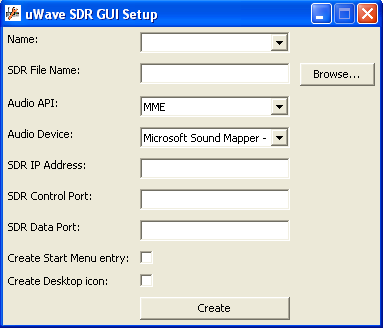 uWave SDR GUI Setup
Name:
SDR File Name:
Browse...
Audio API:
MME
Audio Device:
Microsoft Sound Mapper -
SDR IP Address:
SDR Control Port:
SDR Data Port:
Create Start Menu entry:
Create Desktop icon:
Create